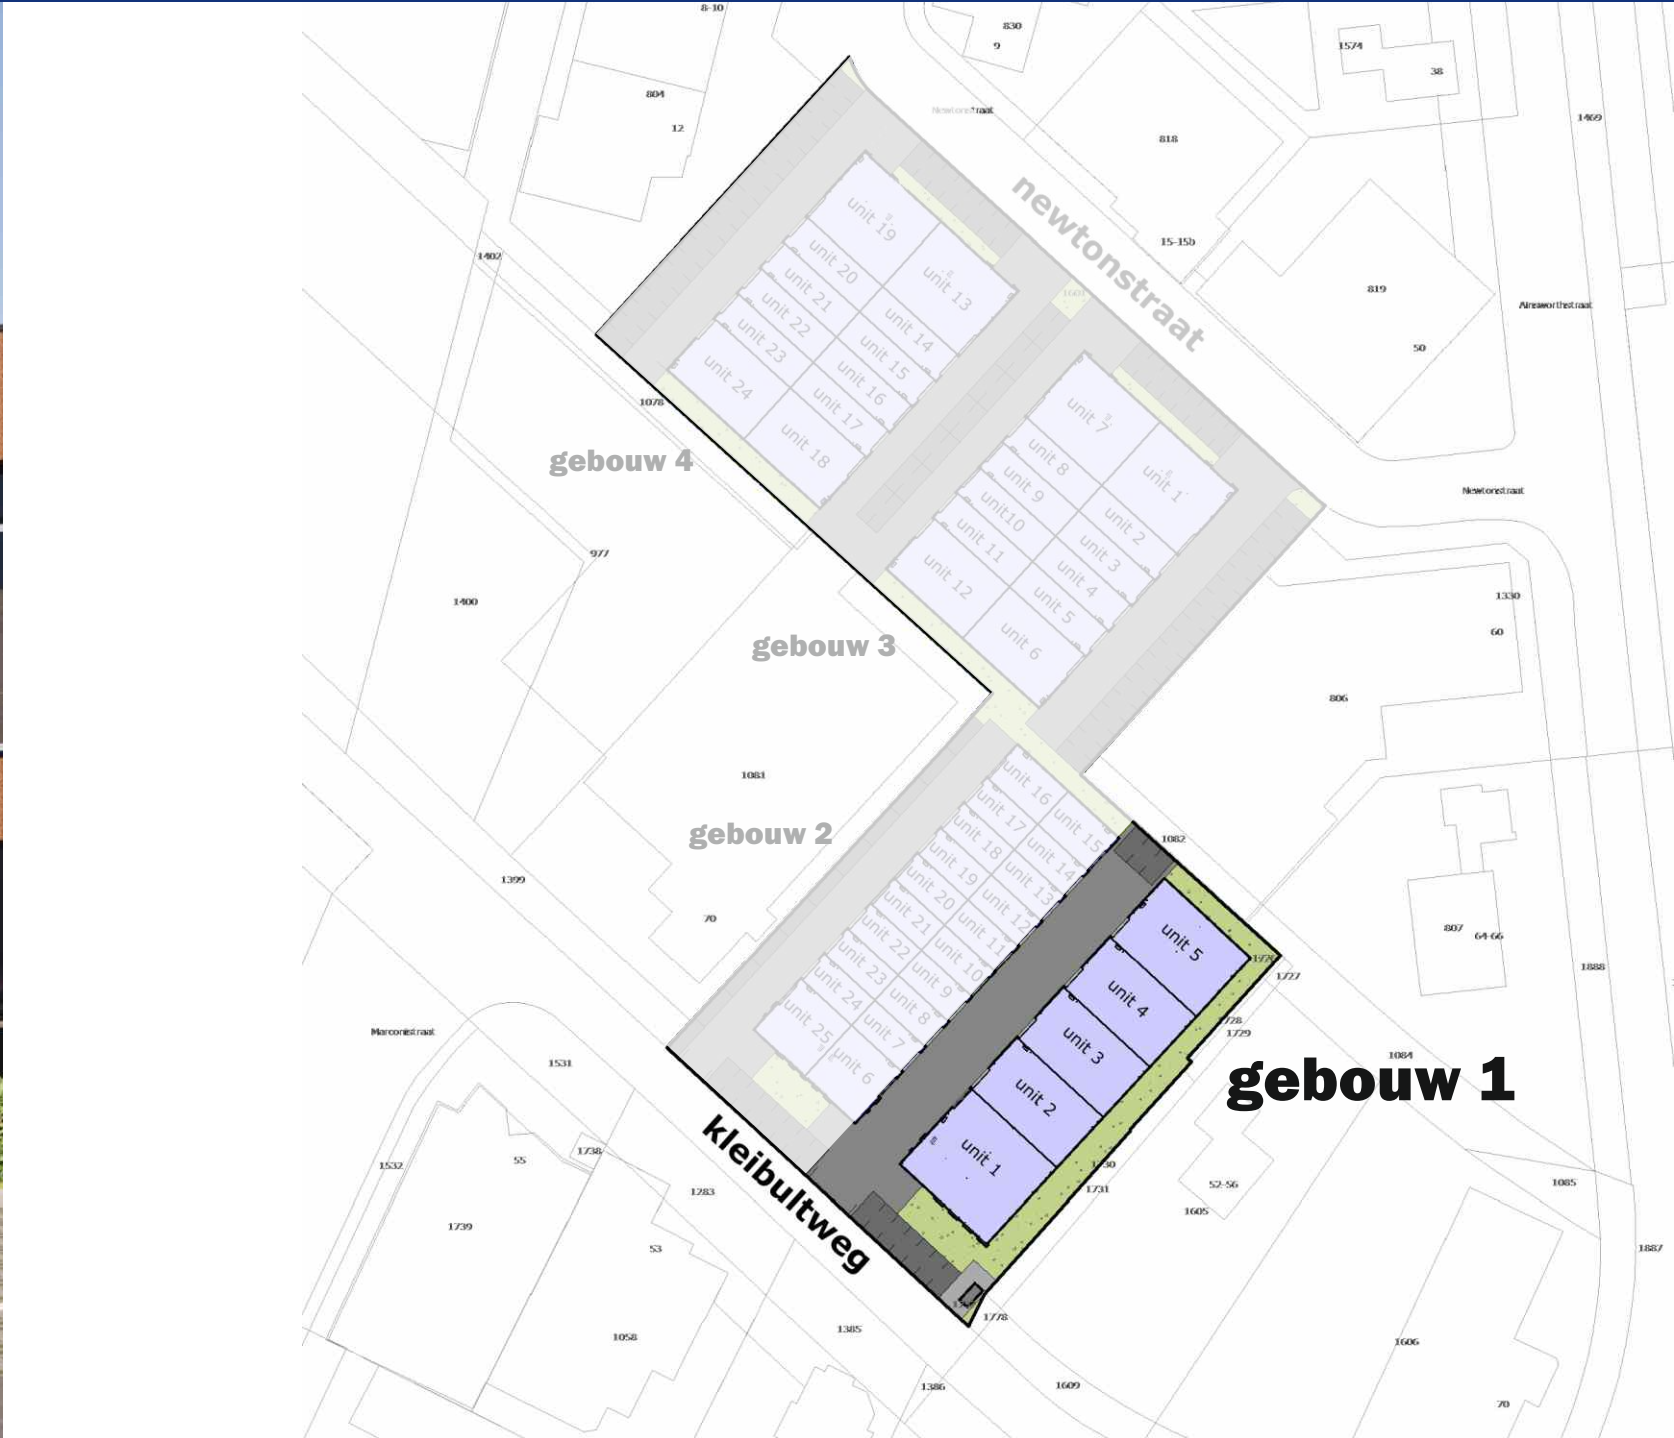 8-10
830
9
1574
38
804
12
1469
Newtonstraat
818
newtonstraat
15-15b
1402
819
Ainsworthstraat
50
unit 19
unit 13
unit 20
unit 21
unit 22
unit 23
unit 24
unit 14
unit 15
unit 16
unit 17
unit 18
1078
gebouw 4
unit 7
unit 1
unit 8
unit 9
unit10
unit 11
unit 12
unit 2
unit 3
unit 4
unit 5
unit 6
Newtonstraat
977
1400
1330
60
gebouw 3
806
1081
gebouw 2
unit 16
unit 15
unit 17
unit 14
unit 18
unit 13
unit 19
unit 12
unit 20
unit 11
unit 21
unit 10
unit 22
unit 9
unit 23
unit 8
unit 24
unit 7
unit 25
unit 6
1082
1399
70
807
64-66
unit 5
unit 4
unit 3
unit 2
unit 1
1727
1729
1888
Marconistraat
1531
1084
gebouw 1
kleibultweg
1532
55
1738
1283
1731
52-56
1605
1085
1739
53
1887
1778
1385
1058
1606
1386
1609
70